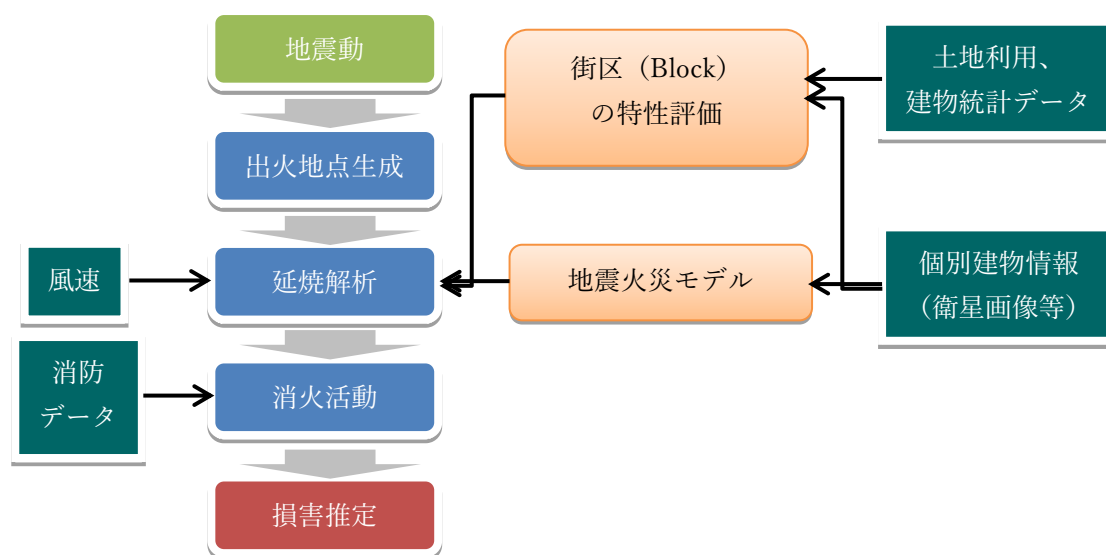 地震動
出火地点生成
延焼解析
消火活動
損害推定
風速
消防
データ
街区（Block）
の特性評価
地震火災モデル
土地利用、
建物統計データ
個別建物情報
（衛星画像等）